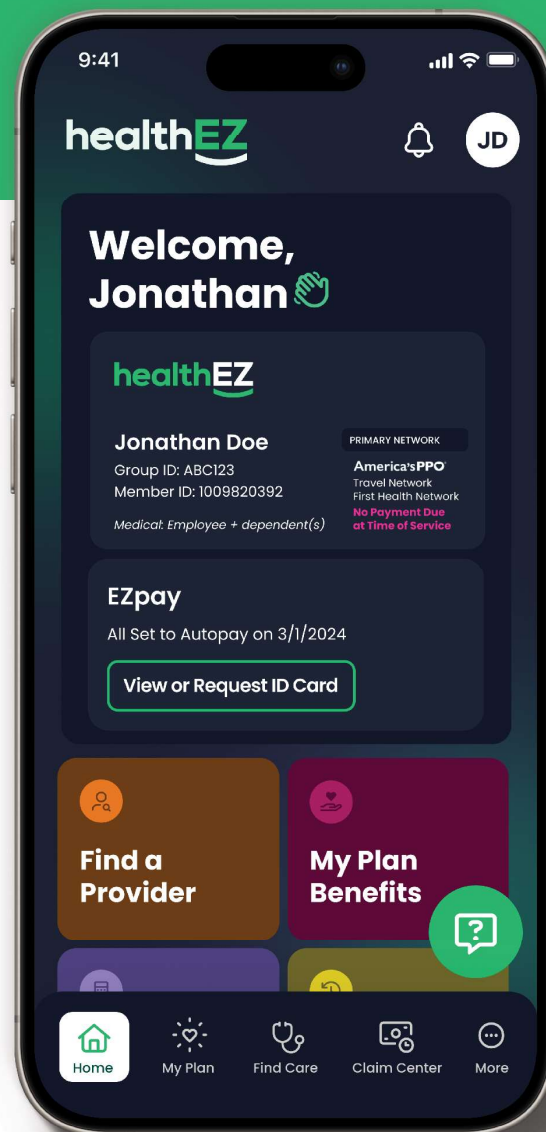 9:41
healthEZ
JD
Welcome,
Jonathan
healthEZ
Jonathan Doe
Group ID: ABC123
Member ID: 1009820392
Medical: Employee + dependent(s)
PRIMARY NETWORK
America'sPPO
Travel Network
First Health Network
No Payment Due
at Time of Service
EZpay
All Set to Autopay on 3/1/2024
View or Request ID Card
Find a
Provider
My Plan
Benefits
?
Home
My Plan
Find Care
Claim Center
More